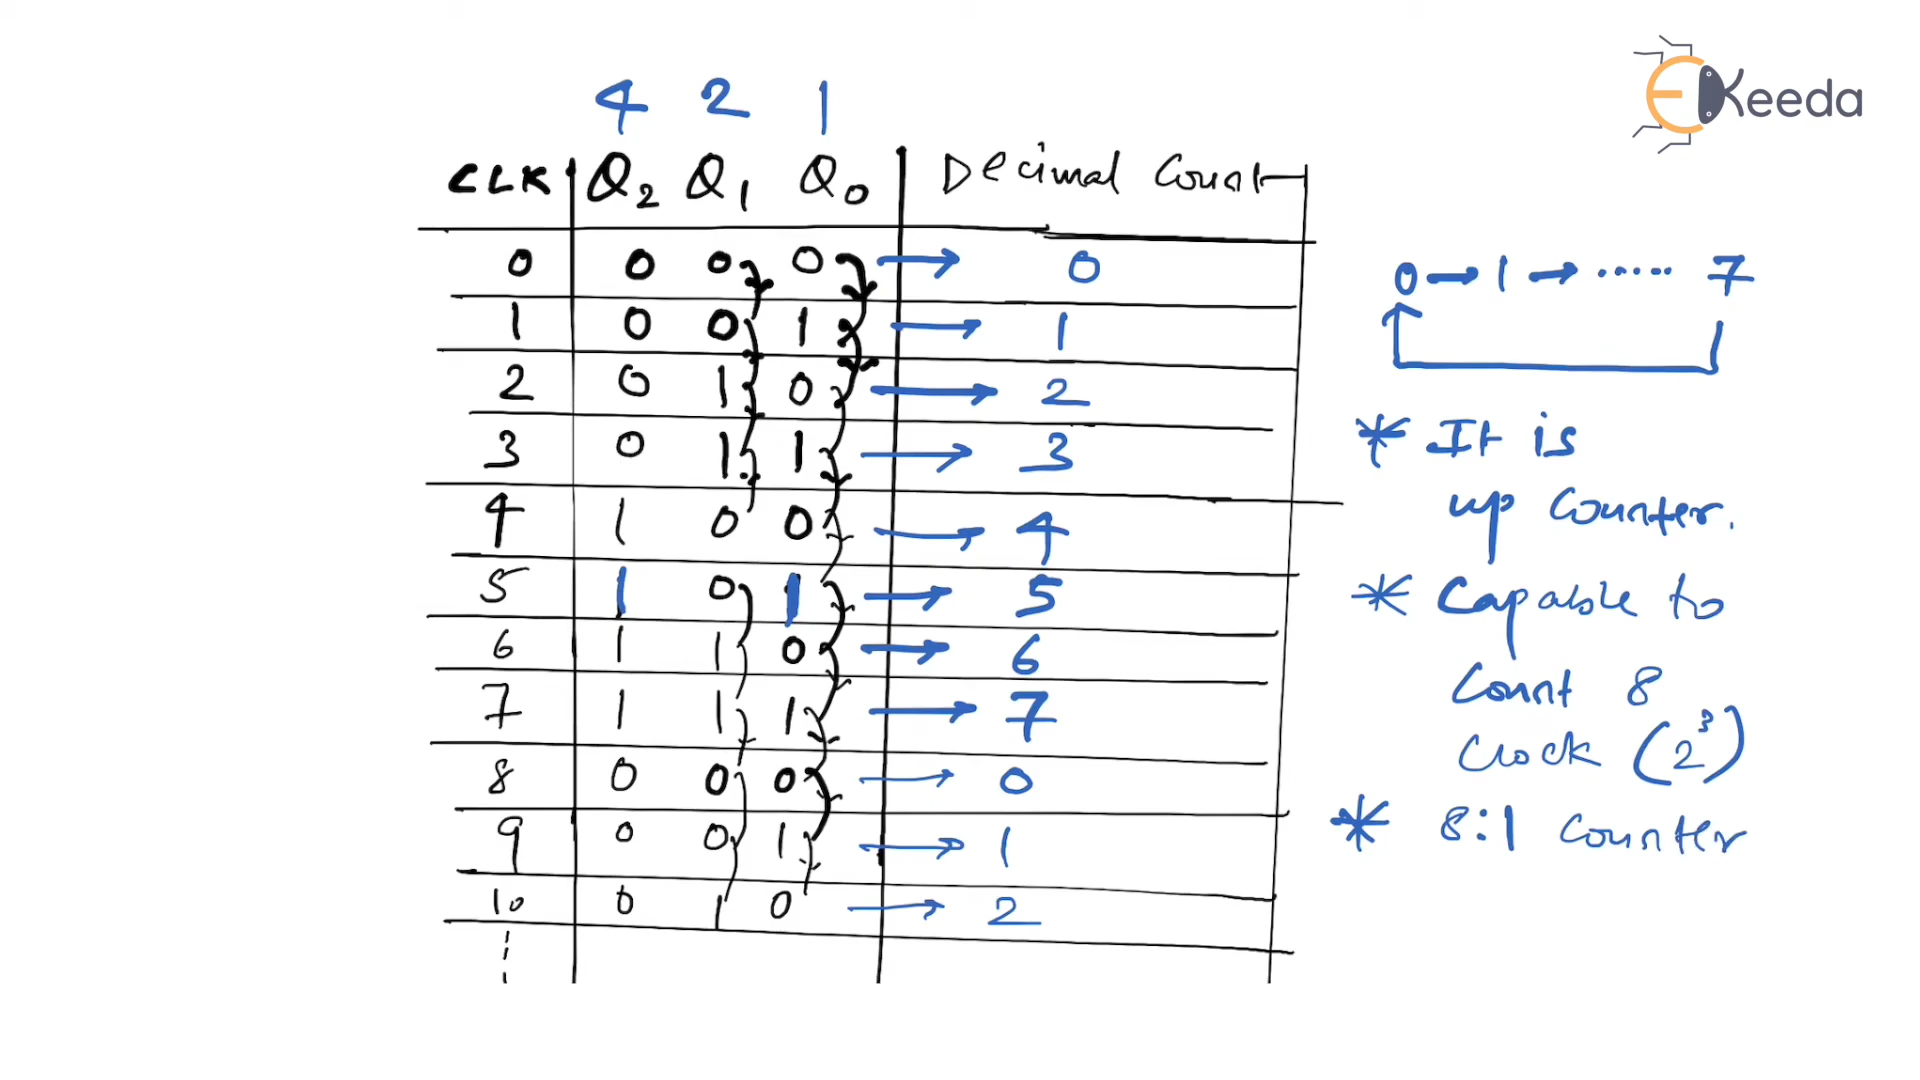 EKeeda
4 2 1
CLK Q2 Q1 Q0 Decimal Count
0 0 0 0 → 0
1 0 0 1 → 1
2 0 1 0 → 2
3 0 1 1 → 3
4 1 0 0 → 4
5 1 0 1 → 5
6 1 1 0 → 6
7 1 1 1 → 7
8 0 0 0 → 0
9 0 0 1 → 1
10 0 1 0 → 2
0 → 1 → ...... 7
* It is
up counter.
* Capable to
Count 8
Clock (2³)
* 8:1 counter